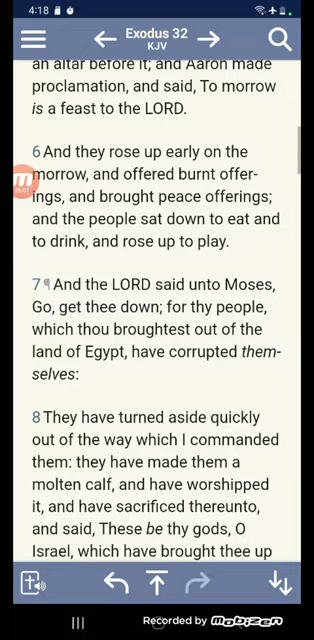 4:18
Exodus 32
KJV
an altar before it; and Aaron made
proclamation, and said, To morrow
is a feast to the LORD.
6 And they rose up early on the
morrow, and offered burnt offer-
ings, and brought peace offerings;
and the people sat down to eat and
to drink, and rose up to play.
7 ¶ And the LORD said unto Moses,
Go, get thee down; for thy people,
which thou broughtest out of the
land of Egypt, have corrupted them-
selves:
8 They have turned aside quickly
out of the way which I commanded
them: they have made them a
molten calf, and have worshipped
it, and have sacrificed thereunto,
and said, These be thy gods, O
Israel, which have brought thee up
Recorded by mobizen